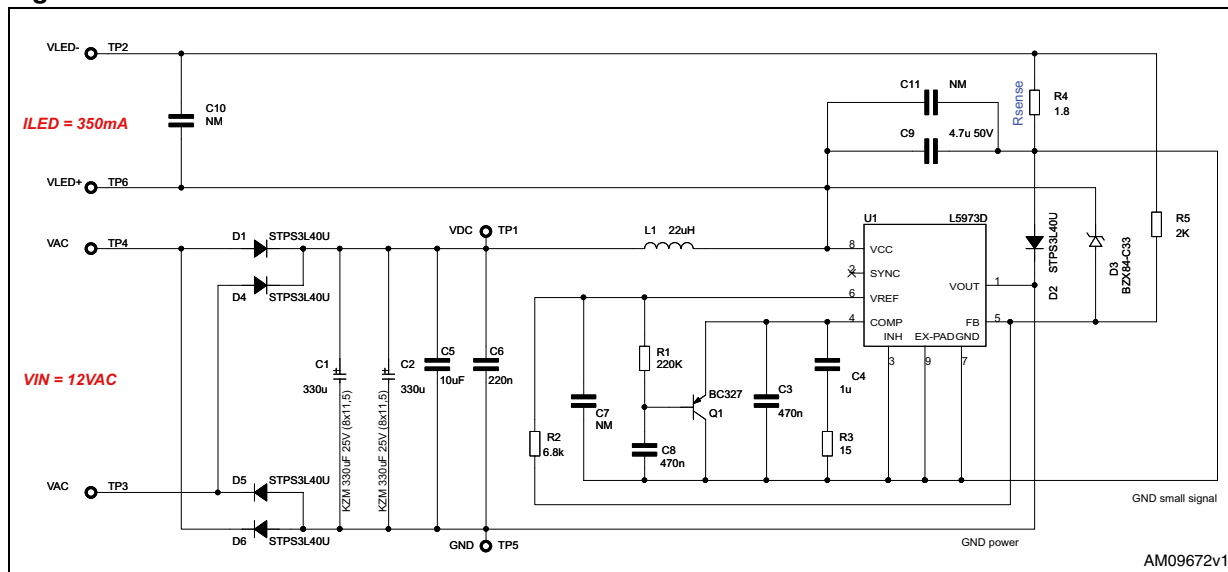 VLED- TP2
C10
NM
ILED = 350mA
VLED+ TP6
C11 NM
C9 4.7u 50V
Rsense
R4
1.8
R5
2K
U1 L5973D
8 VCC
2 SYNC
6 VREF
4 COMP
VOUT 1
FB 5
INH EX-PAD GND
3 9 7
D2 STPS3L40U
D3
BZX84-C33
VAC TP4
D1 STPS3L40U
D4 STPS3L40U
VDC TP1
L1 22uH
VIN = 12VAC
C1
330u
KZM 330uF 25V (8x11,5)
C2
330u
KZM 330uF 25V (8x11,5)
C5
10uF
C6
220n
R1
220K
BC327
Q1
C3
470n
C4
1u
R3
15
C7
NM
R2
6.8k
C8
470n
VAC TP3
D5 STPS3L40U
D6 STPS3L40U
GND TP5
GND small signal
GND power
AM09672v1